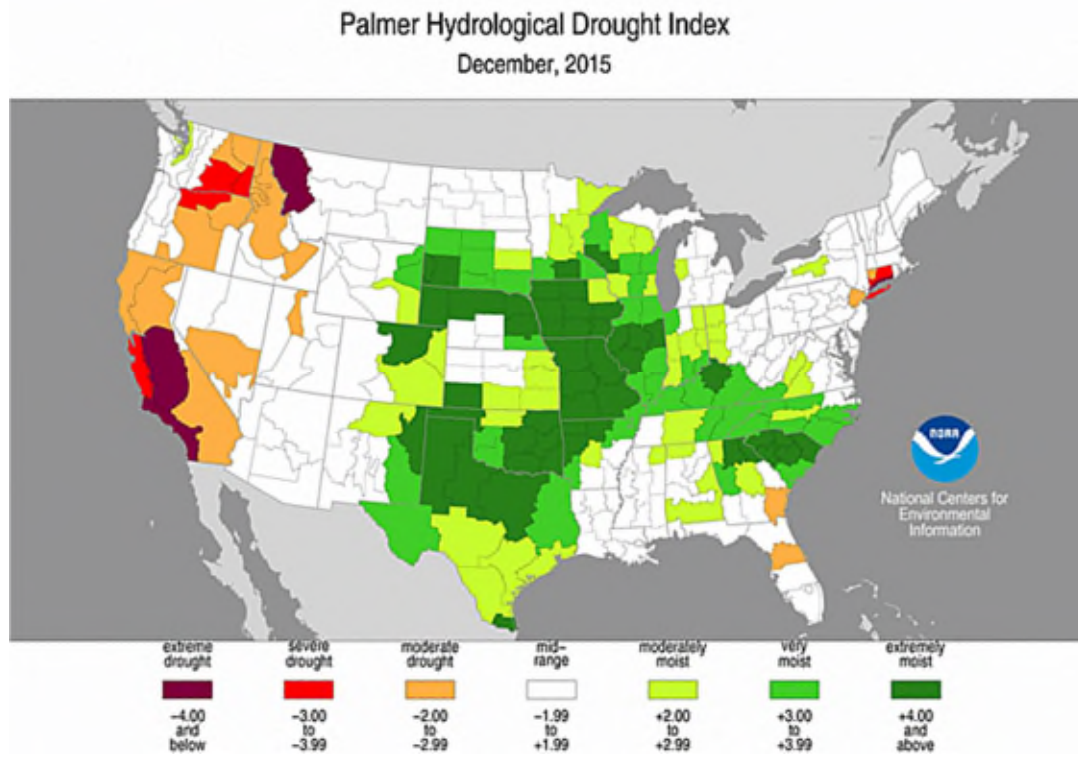 Palmer Hydrological Drought Index
December, 2015
NOAA
National Centers for
Environmental
Information
extreme
drought
severe
drought
moderate
drought
mid-
range
moderately
moist
very
moist
extremely
moist
-4.00
and
below
-3.00
to
-3.99
-2.00
to
-2.99
-1.99
to
+1.99
+2.00
to
+2.99
+3.00
to
+3.99
+4.00
and
above